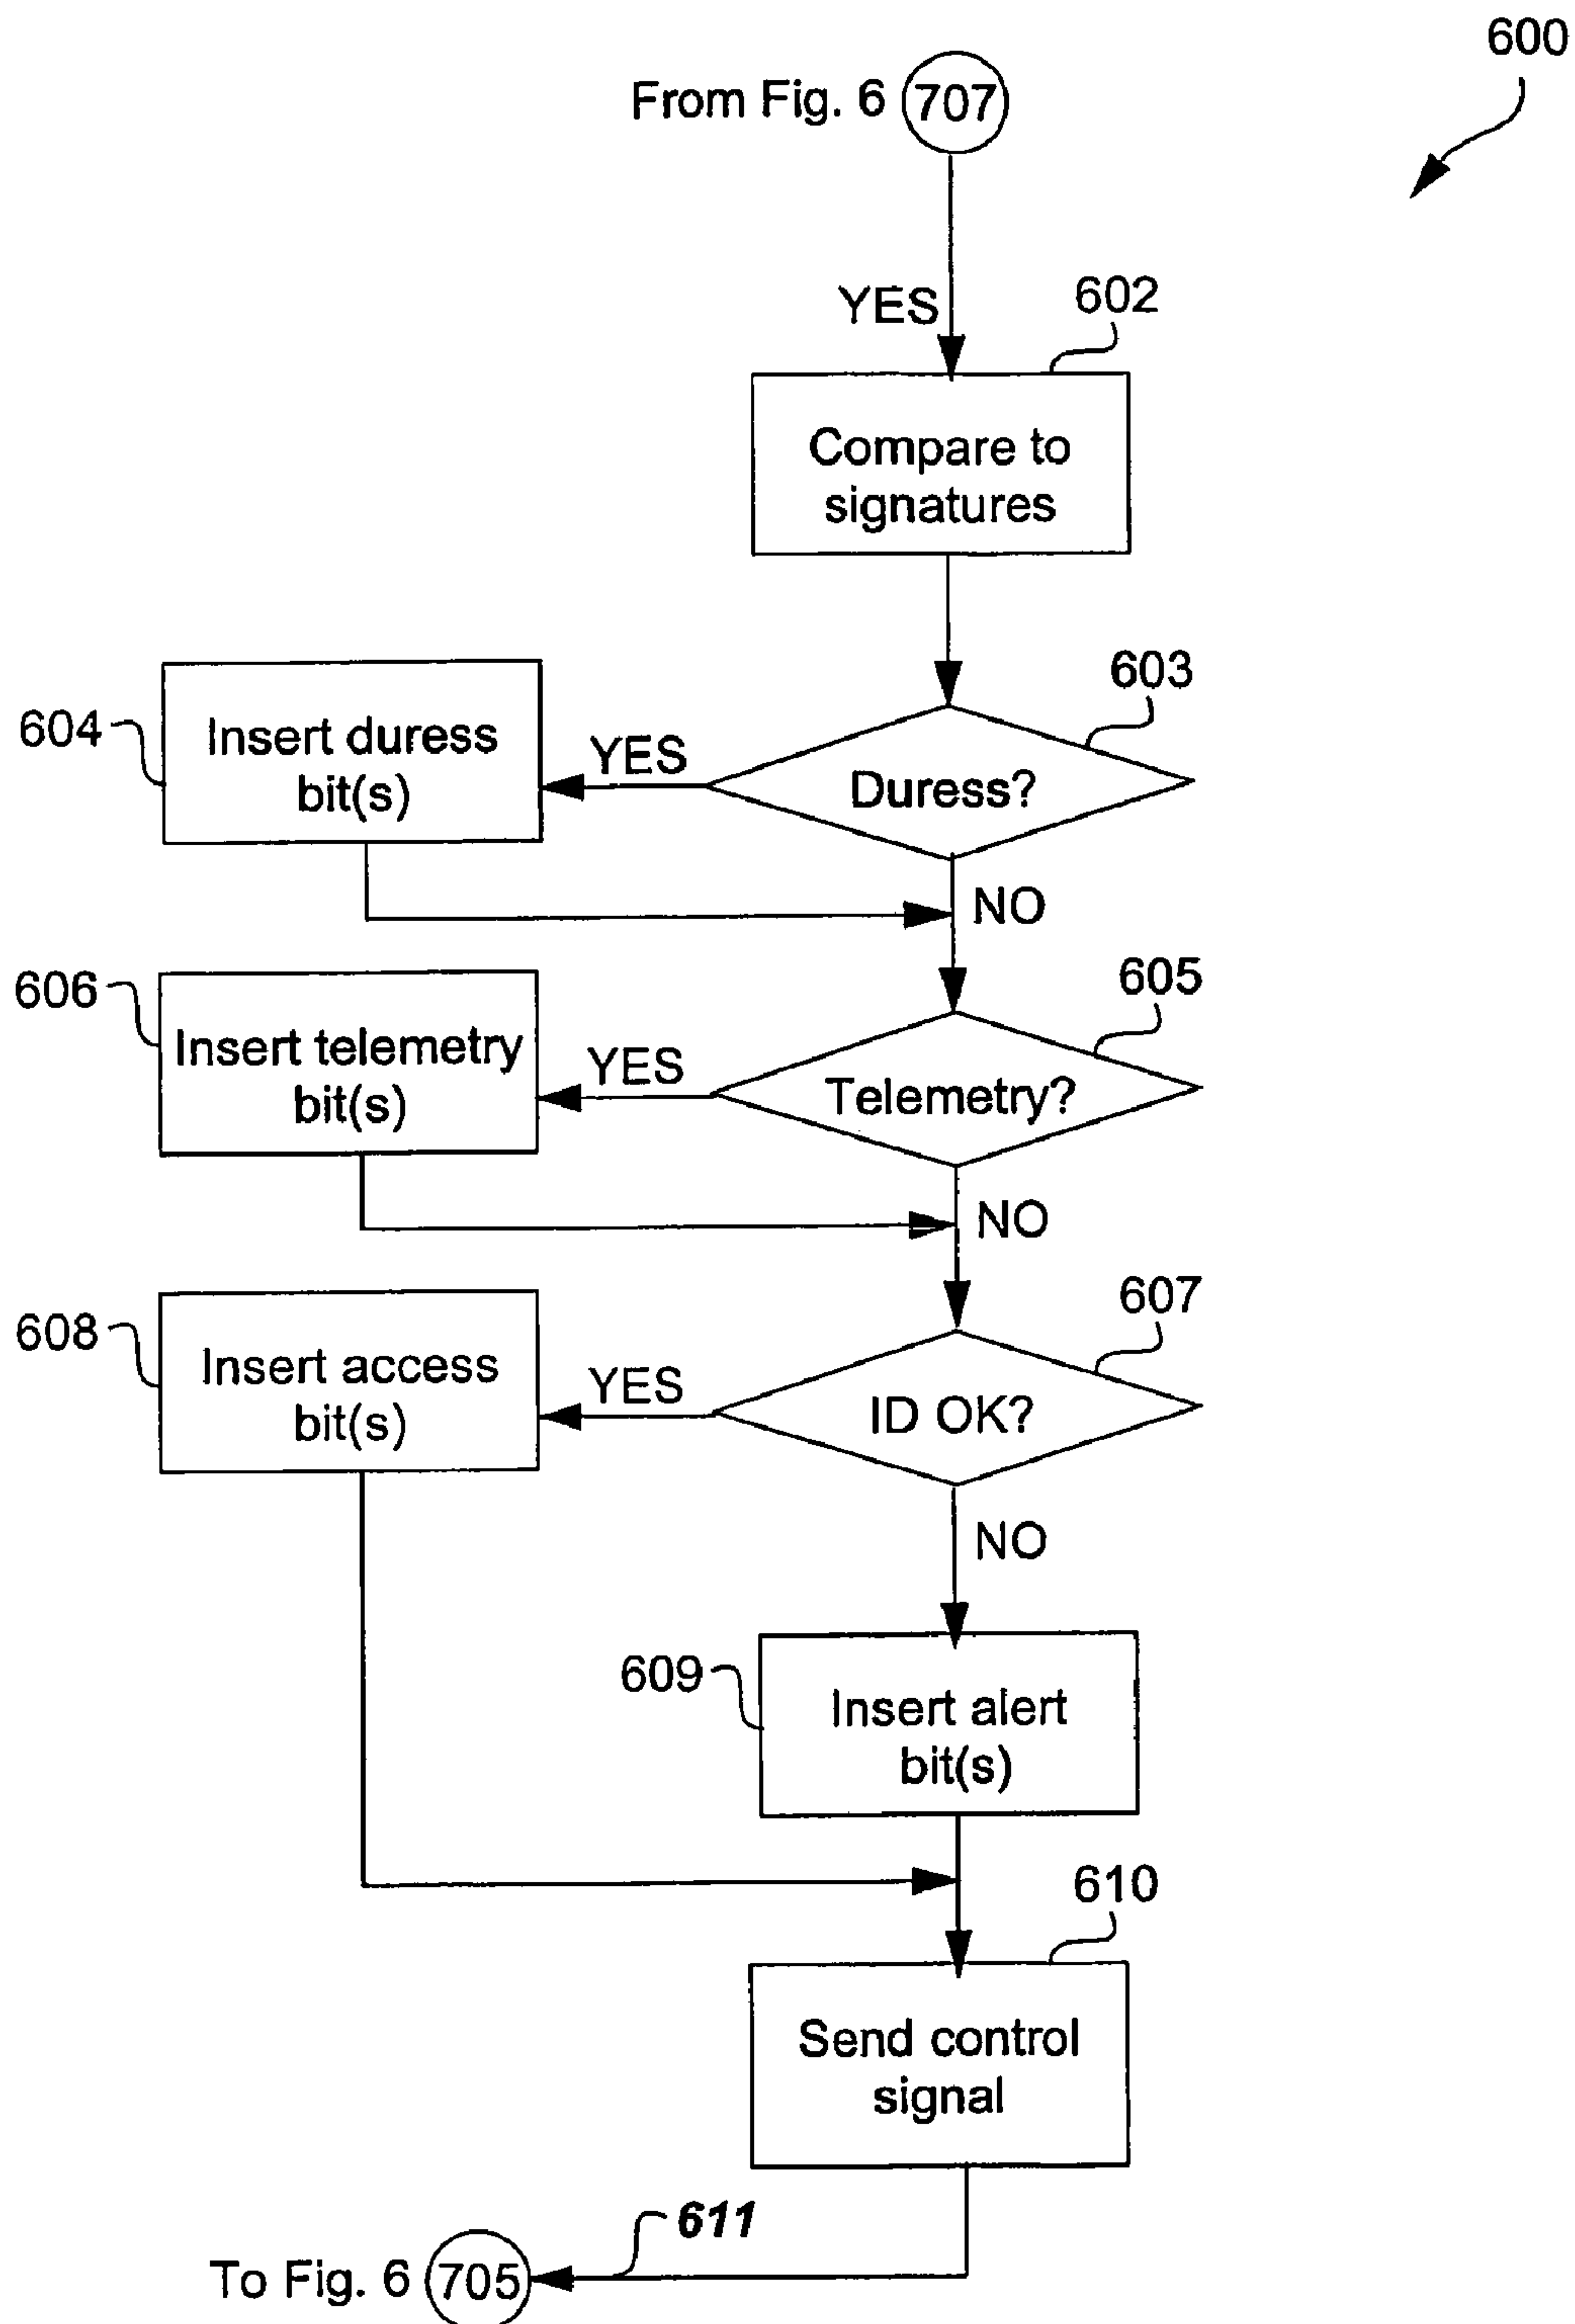 600
From Fig. 6 707
YES
602
Compare to
signatures
603
604
Insert duress
bit(s)
YES
Duress?
NO
605
606
Insert telemetry
bit(s)
YES
Telemetry?
NO
607
608
Insert access
bit(s)
YES
ID OK?
NO
609
Insert alert
bit(s)
610
Send control
signal
611
To Fig. 6 705